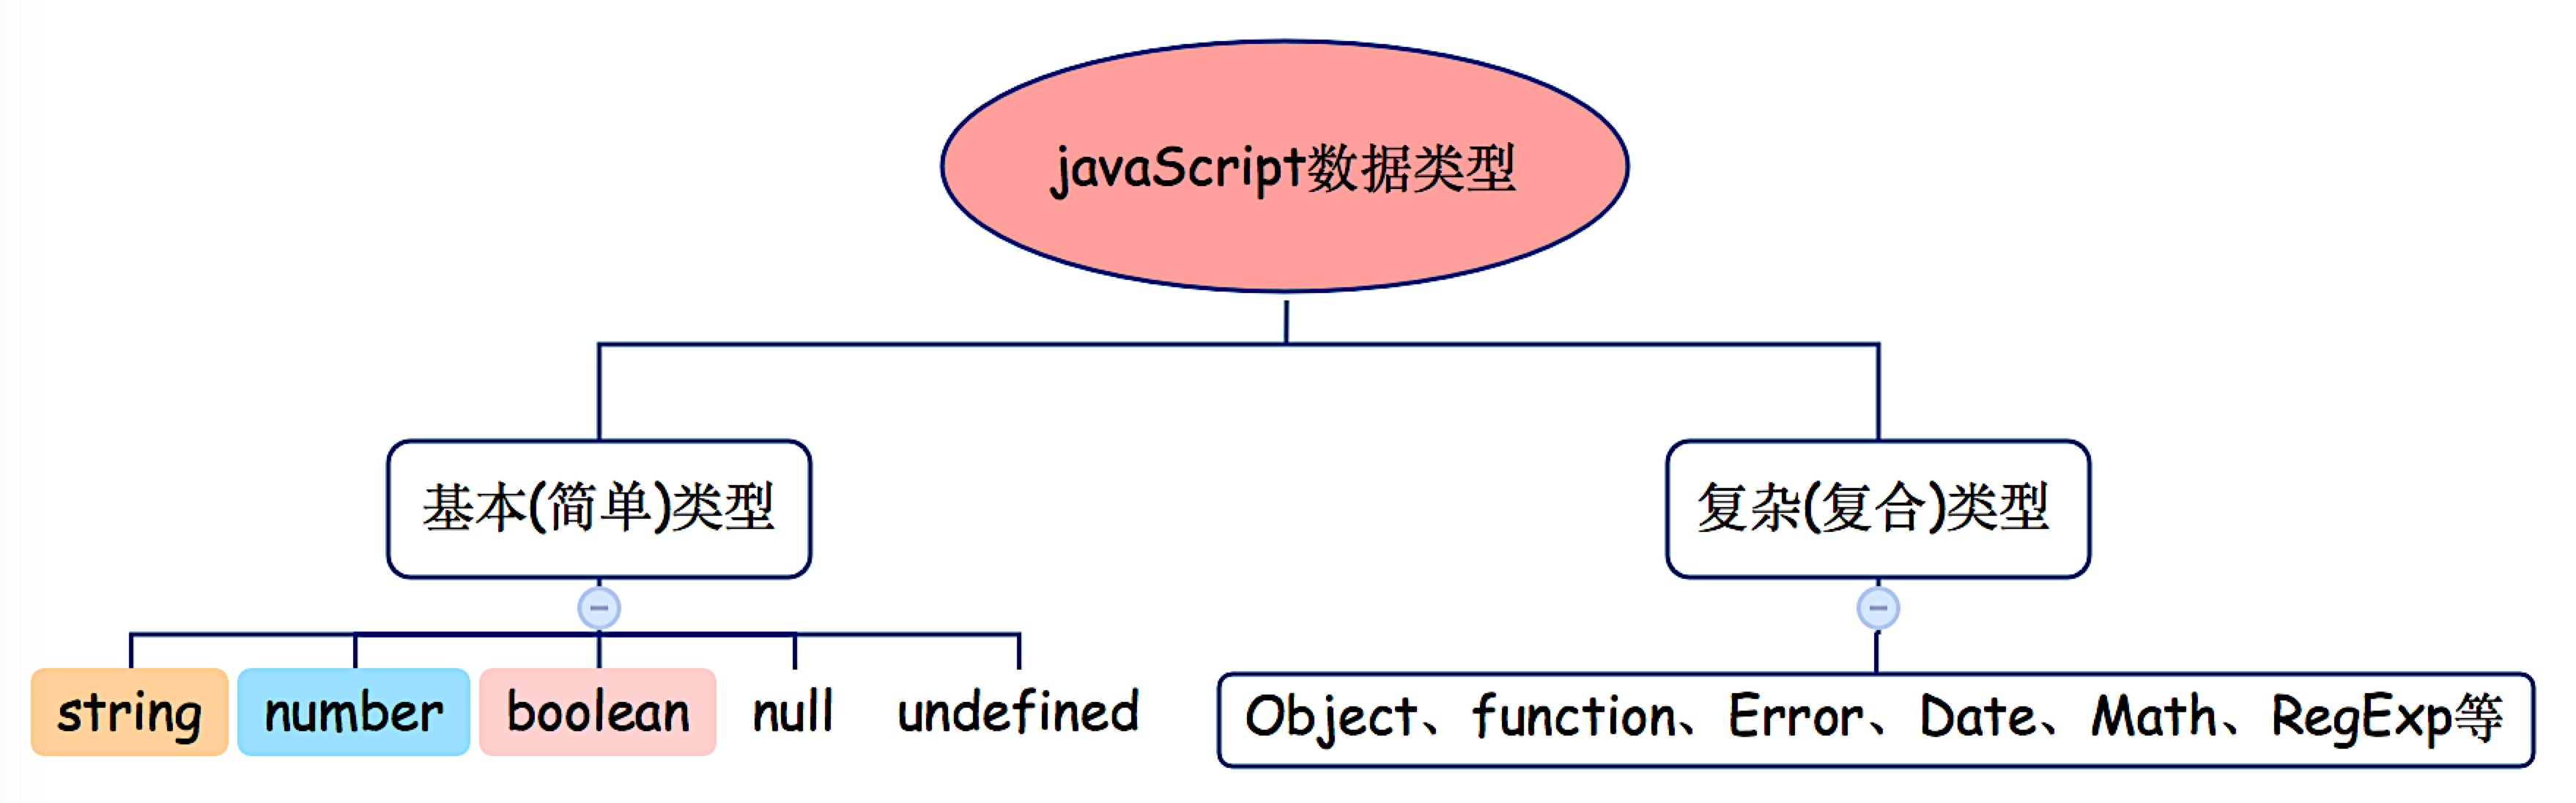 javaScript数据类型
基本(简单)类型
复杂(复合)类型
string
number
boolean
null
undefined
Object、function、Error、Date、Math、RegExp等